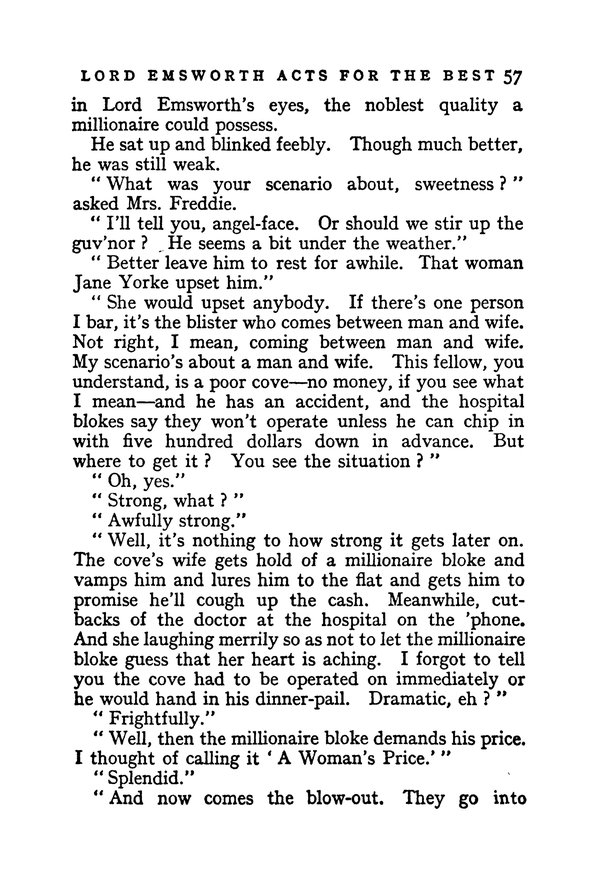 LORD EMSWORTH ACTS FOR THE BEST 57
in Lord Emsworth's eyes, the noblest quality a
millionaire could possess.
He sat up and blinked feebly. Though much better,
he was still weak.
" What was your scenario about, sweetness ? "
asked Mrs. Freddie.
" I'll tell you, angel-face. Or should we stir up the
guv'nor ? He seems a bit under the weather."
" Better leave him to rest for awhile. That woman
Jane Yorke upset him."
" She would upset anybody. If there's one person
I bar, it's the blister who comes between man and wife.
Not right, I mean, coming between man and wife.
My scenario's about a man and wife. This fellow, you
understand, is a poor cove—no money, if you see what
I mean—and he has an accident, and the hospital
blokes say they won't operate unless he can chip in
with five hundred dollars down in advance. But
where to get it ? You see the situation ? "
" Oh, yes."
" Strong, what ? "
" Awfully strong."
" Well, it's nothing to how strong it gets later on.
The cove's wife gets hold of a millionaire bloke and
vamps him and lures him to the flat and gets him to
promise he'll cough up the cash. Meanwhile, cut-
backs of the doctor at the hospital on the 'phone.
And she laughing merrily so as not to let the millionaire
bloke guess that her heart is aching. I forgot to tell
you the cove had to be operated on immediately or
he would hand in his dinner-pail. Dramatic, eh ? "
" Frightfully."
" Well, then the millionaire bloke demands his price.
I thought of calling it ' A Woman's Price.' "
" Splendid."
" And now comes the blow-out. They go into